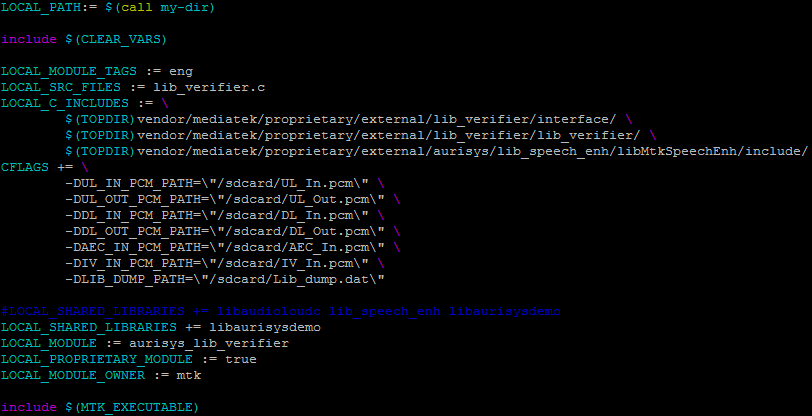 LOCAL_PATH:= $(call my-dir)
include $(CLEAR_VARS)
LOCAL_MODULE_TAGS := eng
LOCAL_SRC_FILES := lib_verifier.c
LOCAL_C_INCLUDES := \
$(TOPDIR)vendor/mediatek/proprietary/external/lib_verifier/interface/ \
$(TOPDIR)vendor/mediatek/proprietary/external/lib_verifier/lib_verifier/ \
$(TOPDIR)vendor/mediatek/proprietary/external/aurisys/lib_speech_enh/libMtkSpeechEnh/include/
CFLAGS += \
-DUL_IN_PCM_PATH=\"/sdcard/UL_In.pcm\" \
-DUL_OUT_PCM_PATH=\"/sdcard/UL_Out.pcm\" \
-DDL_IN_PCM_PATH=\"/sdcard/DL_In.pcm\" \
-DDL_OUT_PCM_PATH=\"/sdcard/DL_Out.pcm\" \
-DAEC_IN_PCM_PATH=\"/sdcard/AEC_In.pcm\" \
-DIV_IN_PCM_PATH=\"/sdcard/IV_In.pcm\" \
-DLIB_DUMP_PATH=\"/sdcard/Lib_dump.dat\"
#LOCAL_SHARED_LIBRARIES += libaudioloudc lib_speech_enh libaurisysdemo
LOCAL_SHARED_LIBRARIES += libaurisysdemo
LOCAL_MODULE := aurisys_lib_verifier
LOCAL_PROPRIETARY_MODULE := true
LOCAL_MODULE_OWNER := mtk
include $(MTK_EXECUTABLE)